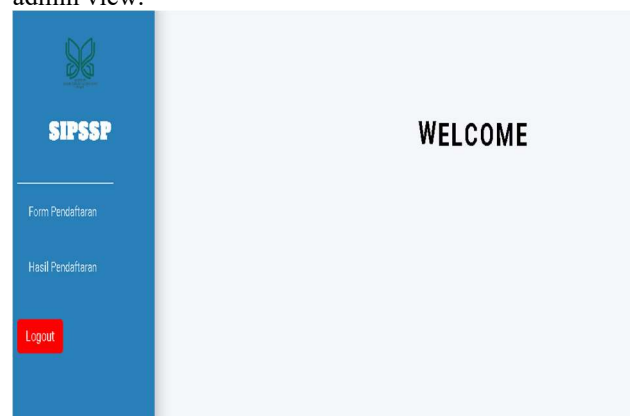 admin view.
SIPSSP
WELCOME
Form Pendaftaran
Hasil Pendaftaran
Logout